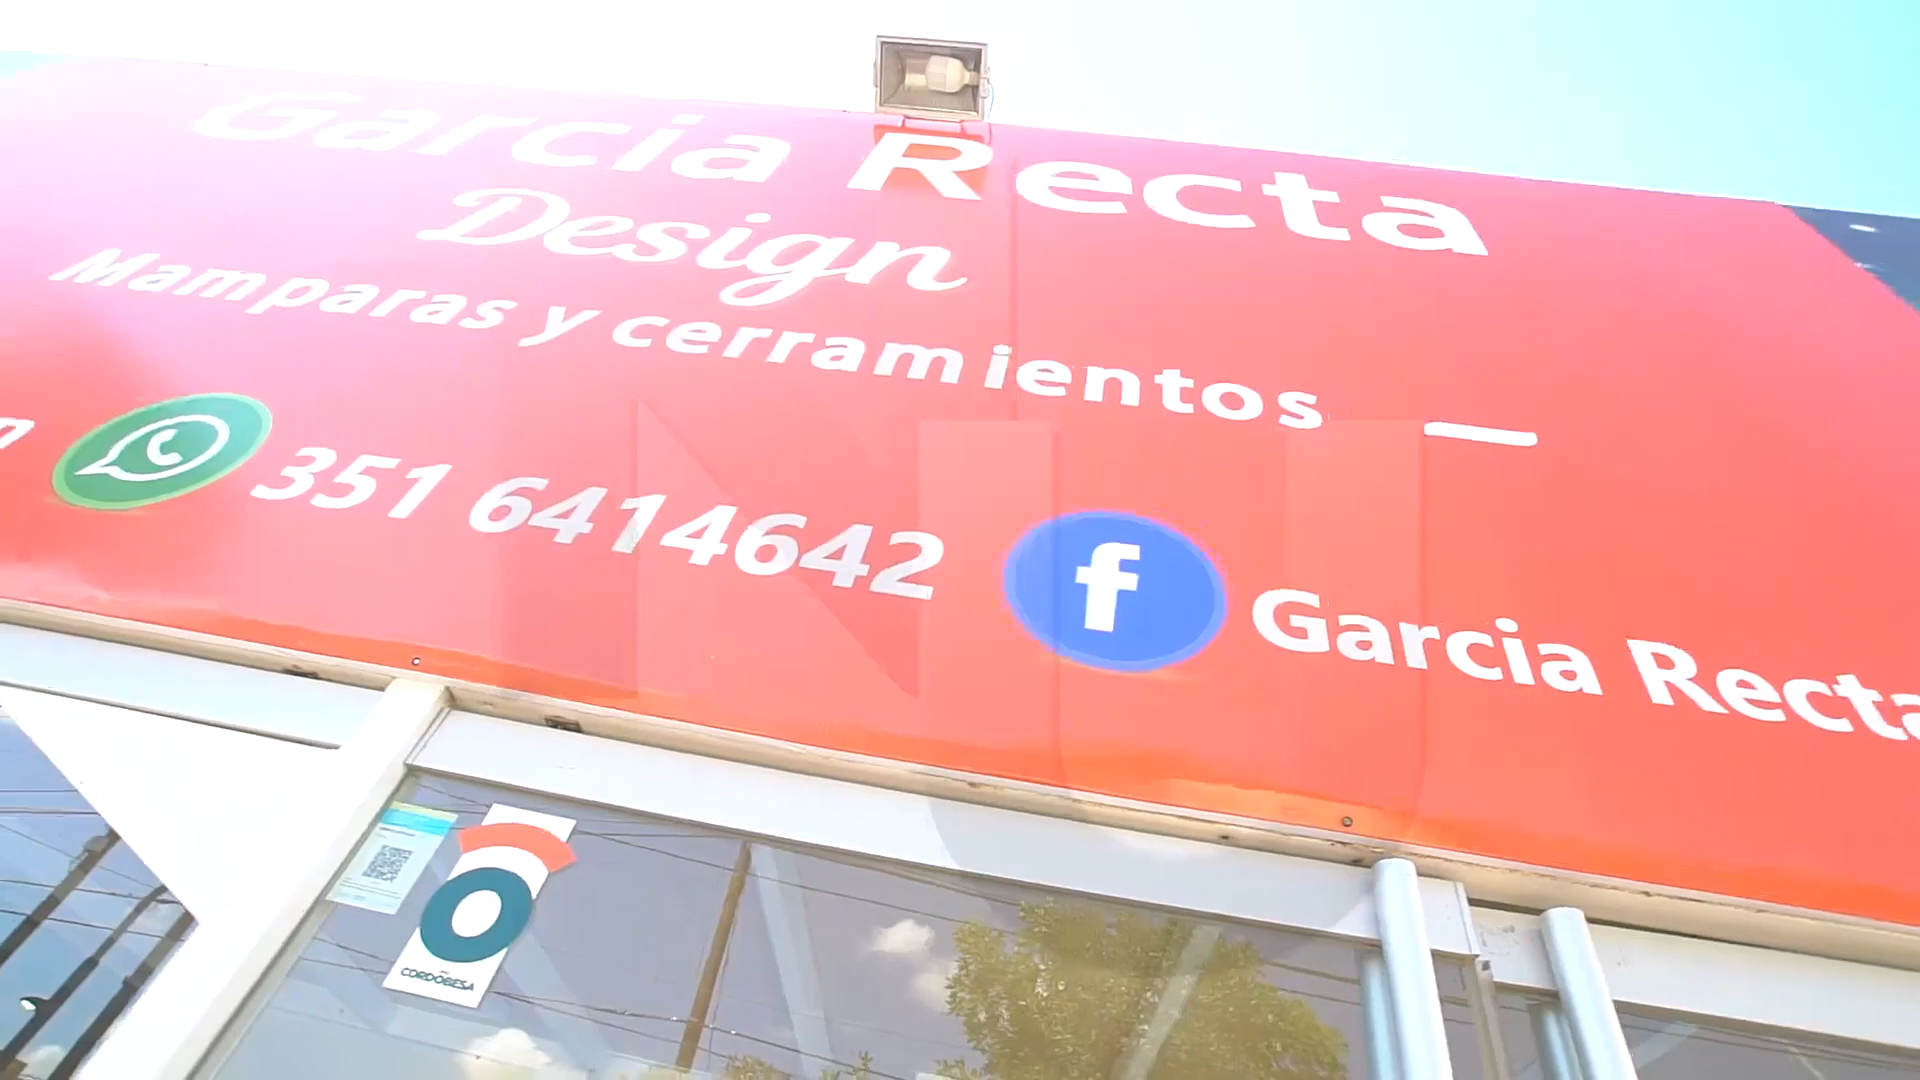 Garcia Recta
Design
Mamparas y cerramientos
n
351 6414642
f
Garcia Recta
CORDOBESA